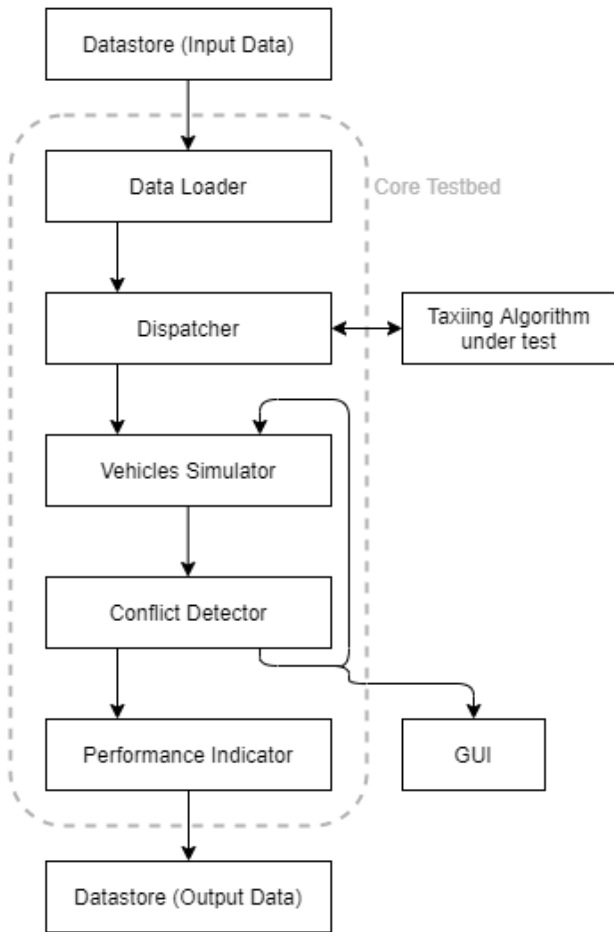 Datastore (Input Data)
Data Loader
Core Testbed
Dispatcher
Taxiing Algorithm
under test
Vehicles Simulator
Conflict Detector
Performance Indicator
GUI
Datastore (Output Data)